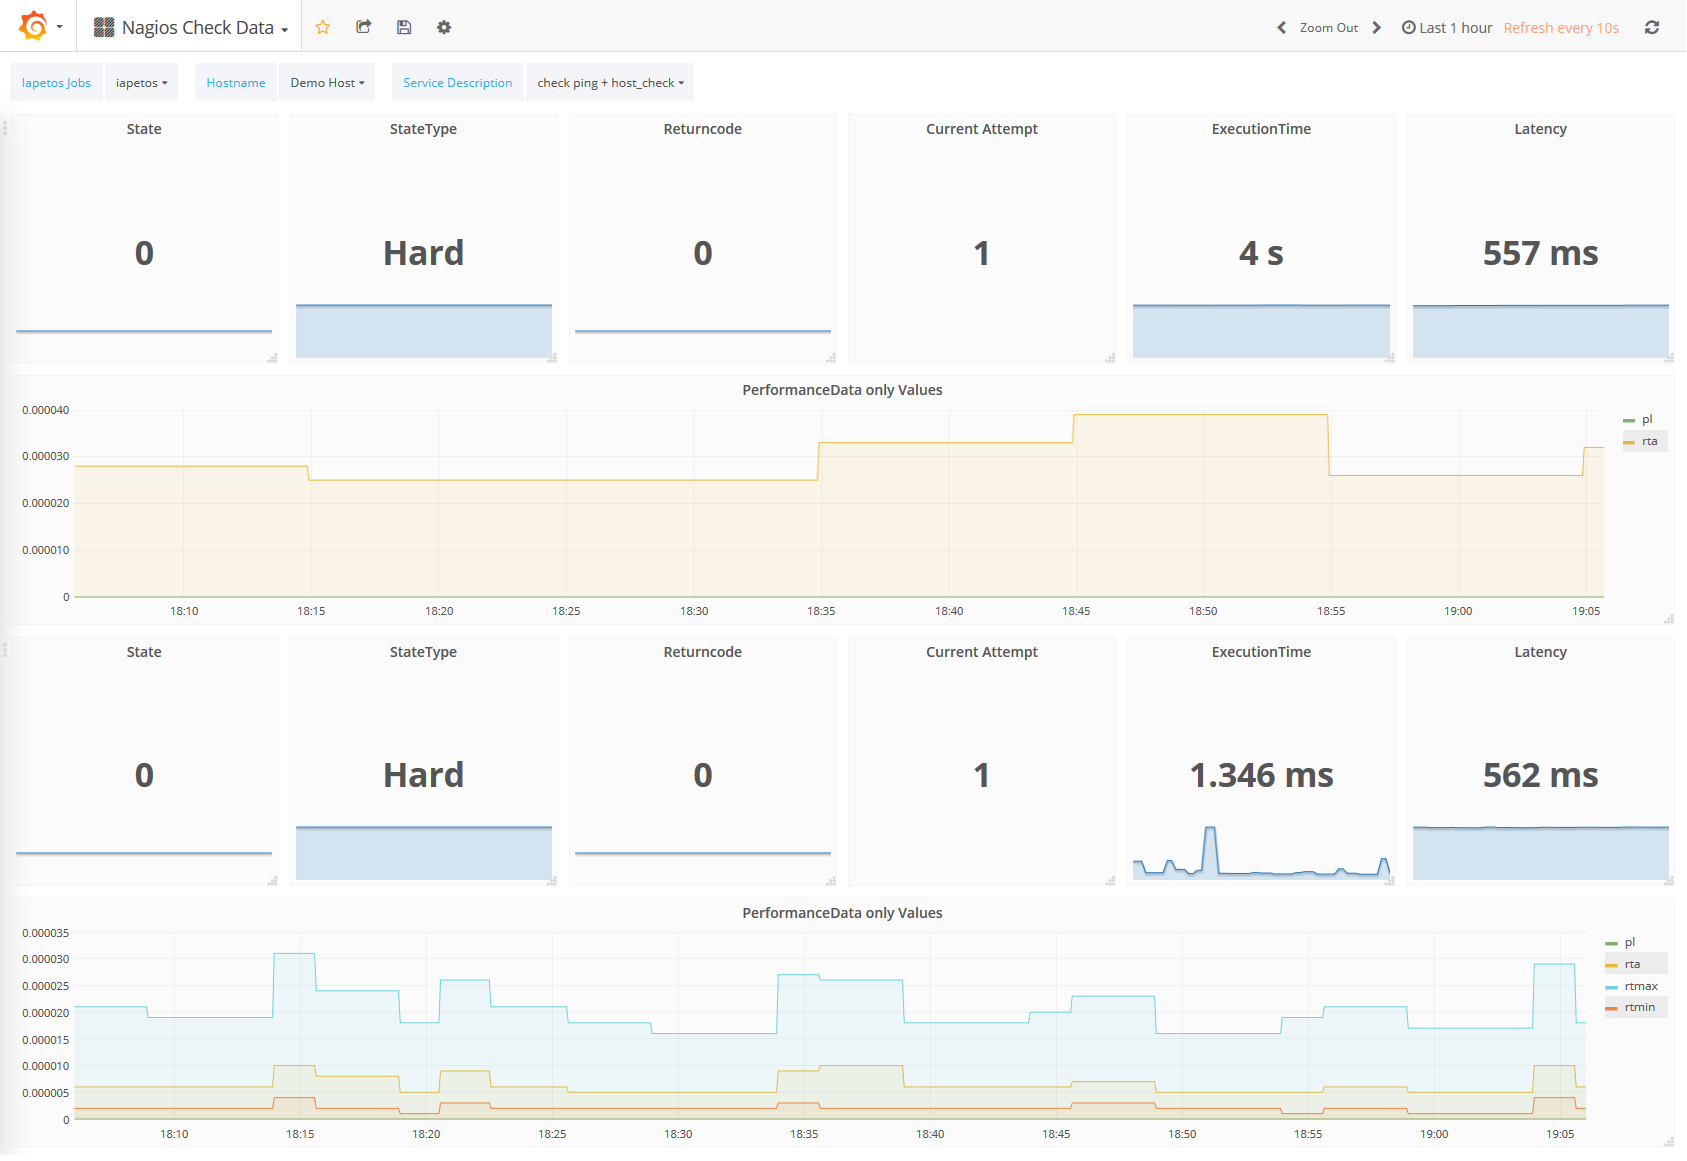 Nagios Check Data
Zoom Out
Last 1 hour
Refresh every 10s
Iapetos Jobs
iapetos
Hostname
Demo Host
Service Description
check ping + host_check
State
StateType
Returncode
Current Attempt
ExecutionTime
Latency
0
Hard
0
1
4 s
557 ms
PerformanceData only Values
0.000040
0.000030
0.000020
0.000010
0
18:10
18:15
18:20
18:25
18:30
18:35
18:40
18:45
18:50
18:55
19:00
19:05
pl
rta
State
StateType
Returncode
Current Attempt
ExecutionTime
Latency
0
Hard
0
1
1.346 ms
562 ms
PerformanceData only Values
0.000035
0.000030
0.000025
0.000020
0.000015
0.000010
0.000005
0
18:10
18:15
18:20
18:25
18:30
18:35
18:40
18:45
18:50
18:55
19:00
19:05
pl
rta
rtmax
rtmin